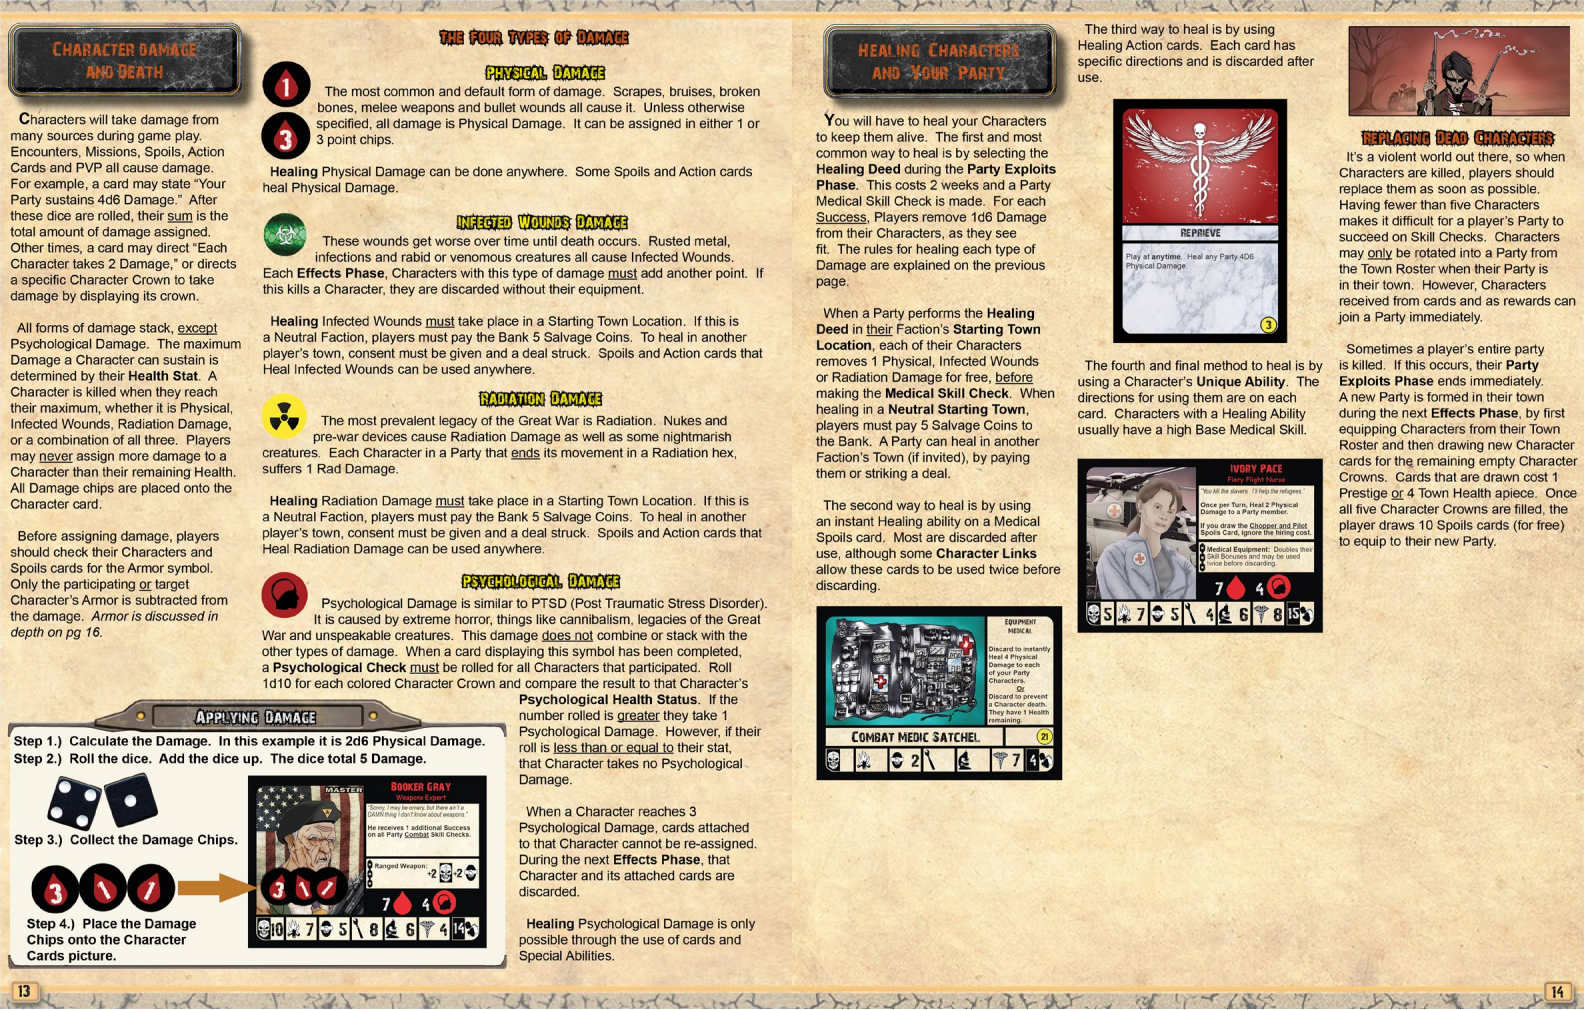 CHARACTER DAMAGE
AND DEATH
Characters will take damage from
many sources during game play.
Encounters, Missions, Spoils, Action
Cards and PVP all cause damage.
For example, a card may state “Your
Party sustains 4d6 Damage.” After
these dice are rolled, their sum is the
total amount of damage assigned.
Other times, a card may direct “Each
Character takes 2 Damage,” or directs
a specific Character Crown to take
damage by displaying its crown.
All forms of damage stack, except
Psychological Damage. The maximum
Damage a Character can sustain is
determined by their Health Stat. A
Character is killed when they reach
their maximum, whether it is Physical,
Infected Wounds, Radiation Damage,
or a combination of all three. Players
may never assign more damage to a
Character than their remaining Health.
All Damage chips are placed onto the
Character card.
Before assigning damage, players
should check their Characters and
Spoils cards for the Armor symbol.
Only the participating or target
Character’s Armor is subtracted from
the damage. Armor is discussed in
depth on pg 16.
THE FOUR TYPES OF DAMAGE
PHYSICAL DAMAGE
1
3
The most common and default form of damage. Scrapes, bruises, broken
bones, melee weapons and bullet wounds all cause it. Unless otherwise
specified, all damage is Physical Damage. It can be assigned in either 1 or
3 point chips.
Healing Physical Damage can be done anywhere. Some Spoils and Action cards
heal Physical Damage.
INFECTED WOUNDS DAMAGE
These wounds get worse over time until death occurs. Rusted metal,
infections and rabid or venomous creatures all cause Infected Wounds.
Each Effects Phase, Characters with this type of damage must add another point. If
this kills a Character, they are discarded without their equipment.
Healing Infected Wounds must take place in a Starting Town Location. If this is
a Neutral Faction, players must pay the Bank 5 Salvage Coins. To heal in another
player’s town, consent must be given and a deal struck. Spoils and Action cards that
Heal Infected Wounds can be used anywhere.
RADIATION DAMAGE
The most prevalent legacy of the Great War is Radiation. Nukes and
pre-war devices cause Radiation Damage as well as some nightmarish
creatures. Each Character in a Party that ends its movement in a Radiation hex,
suffers 1 Rad Damage.
Healing Radiation Damage must take place in a Starting Town Location. If this is
a Neutral Faction, players must pay the Bank 5 Salvage Coins. To heal in another
player’s town, consent must be given and a deal struck. Spoils and Action cards that
Heal Radiation Damage can be used anywhere.
PSYCHOLOGICAL DAMAGE
Psychological Damage is similar to PTSD (Post Traumatic Stress Disorder).
It is caused by extreme horror, things like cannibalism, legacies of the Great
War and unspeakable creatures. This damage does not combine or stack with the
other types of damage. When a card displaying this symbol has been completed,
a Psychological Check must be rolled for all Characters that participated. Roll
1d10 for each colored Character Crown and compare the result to that Character’s
Psychological Health Status. If the
number rolled is greater they take 1
Psychological Damage. However, if their
roll is less than or equal to their stat,
that Character takes no Psychological
Damage.
When a Character reaches 3
Psychological Damage, cards attached
to that Character cannot be re-assigned.
During the next Effects Phase, that
Character and its attached cards are
discarded.
Healing Psychological Damage is only
possible through the use of cards and
Special Abilities.
APPLYING DAMAGE
Step 1.) Calculate the Damage. In this example it is 2d6 Physical Damage.
Step 2.) Roll the dice. Add the dice up. The dice total 5 Damage.
Step 3.) Collect the Damage Chips.
3 1 1
Step 4.) Place the Damage
Chips onto the Character
Cards picture.
MASTER
BOOKER GRAY
Weapons Expert
"Sonny, I may be ornery, but there ain't a
DAMN thing I don't know about weapons."
He receives 1 additional Success
on all Party Combat Skill Checks.
Ranged Weapon:
+2 +2
3 1 1
7 4
10 7 5 8 6 4 14
13
HEALING CHARACTERS
AND YOUR PARTY
You will have to heal your Characters
to keep them alive. The first and most
common way to heal is by selecting the
Healing Deed during the Party Exploits
Phase. This costs 2 weeks and a Party
Medical Skill Check is made. For each
Success, Players remove 1d6 Damage
from their Characters, as they see
fit. The rules for healing each type of
Damage are explained on the previous
page.
When a Party performs the Healing
Deed in their Faction’s Starting Town
Location, each of their Characters
removes 1 Physical, Infected Wounds
or Radiation Damage for free, before
making the Medical Skill Check. When
healing in a Neutral Starting Town,
players must pay 5 Salvage Coins to
the Bank. A Party can heal in another
Faction’s Town (if invited), by paying
them or striking a deal.
The second way to heal is by using
an instant Healing ability on a Medical
Spoils card. Most are discarded after
use, although some Character Links
allow these cards to be used twice before
discarding.
EQUIPMENT
MEDICAL
Discard to instantly
Heal 4 Physical
Damage to each
of your Party
Characters.
Or
Discard to prevent
a Character death.
They have 1 Health
remaining.
COMBAT MEDIC SATCHEL
21
2 7 4
The third way to heal is by using
Healing Action cards. Each card has
specific directions and is discarded after
use.
REPRIEVE
Play at anytime. Heal any Party 4D6
Physical Damage.
3
The fourth and final method to heal is by
using a Character’s Unique Ability. The
directions for using them are on each
card. Characters with a Healing Ability
usually have a high Base Medical Skill.
IVORY PACE
Fiery Flight Nurse
"You kill the slavers. I'll help the refugees."
Once per Turn, Heal 2 Physical
Damage to a Party member.
If you draw the Chopper and Pilot
Spoils Card, ignore the hiring cost.
Medical Equipment: Doubles their
Skill Bonuses and may be used
twice before discarding.
7 4
5 7 5 4 6 8 15
REPLACING DEAD CHARACTERS
It’s a violent world out there, so when
Characters are killed, players should
replace them as soon as possible.
Having fewer than five Characters
makes it difficult for a player’s Party to
succeed on Skill Checks. Characters
may only be rotated into a Party from
the Town Roster when their Party is
in their town. However, Characters
received from cards and as rewards can
join a Party immediately.
Sometimes a player’s entire party
is killed. If this occurs, their Party
Exploits Phase ends immediately.
A new Party is formed in their town
during the next Effects Phase, by first
equipping Characters from their Town
Roster and then drawing new Character
cards for the remaining empty Character
Crowns. Cards that are drawn cost 1
Prestige or 4 Town Health apiece. Once
all five Character Crowns are filled, the
player draws 10 Spoils cards (for free)
to equip to their new Party.
14